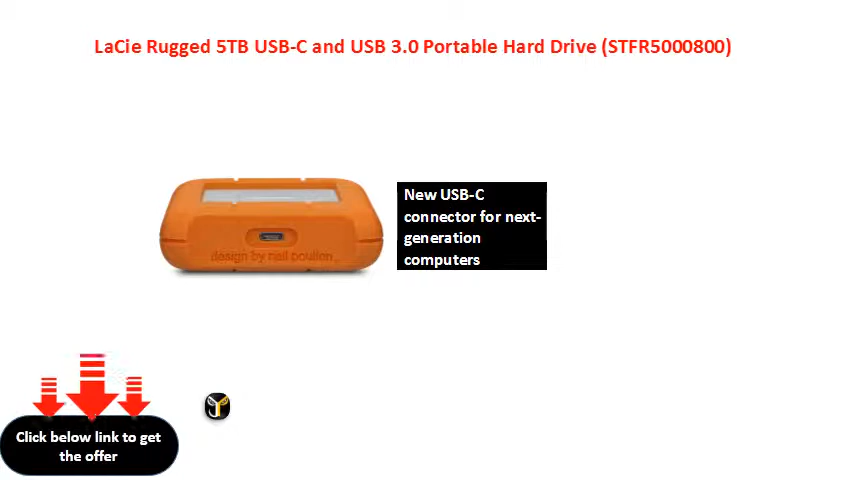 LaCie Rugged 5TB USB-C and USB 3.0 Portable Hard Drive (STFR5000800)
New USB-C
connector for next-
generation
computers
design by neil poulton
Click below link to get
the offer